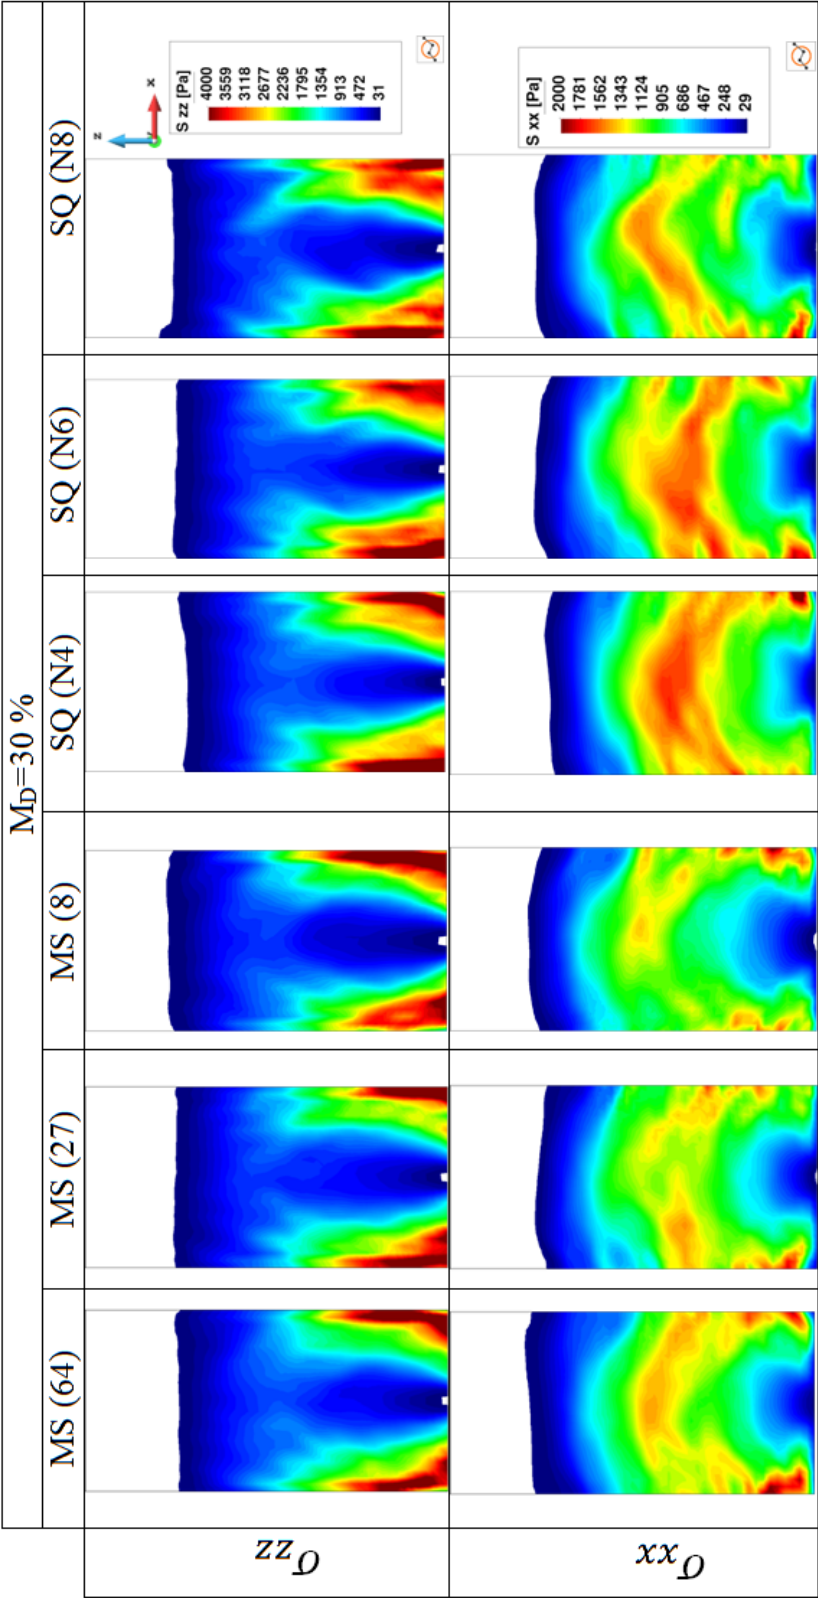 M_D=30 %
MS (64)
MS (27)
MS (8)
SQ (N4)
SQ (N6)
SQ (N8)
σ_zz
z
x
S zz [Pa]
4000
3559
3118
2677
2236
1795
1354
913
472
31
σ_xx
S xx [Pa]
2000
1781
1562
1343
1124
905
686
467
248
29